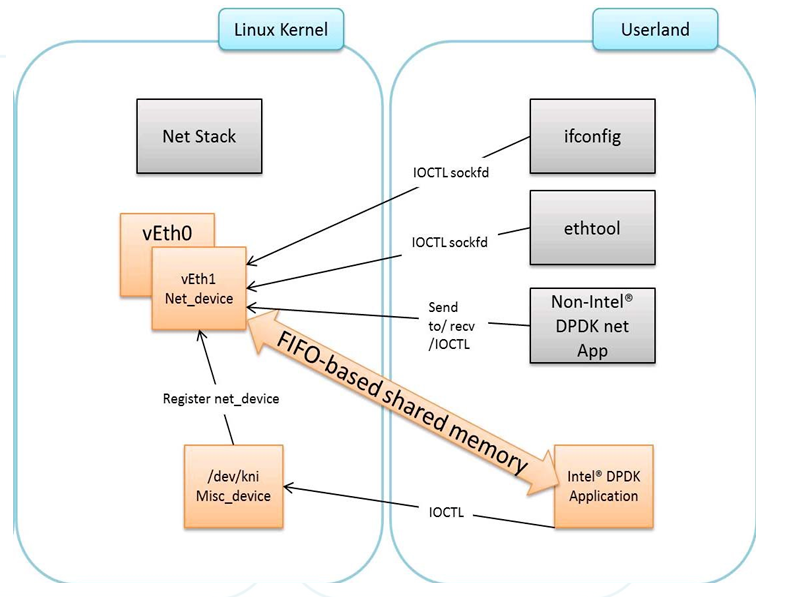 Linux Kernel
Userland
Net Stack
ifconfig
IOCTL sockfd
ethtool
IOCTL sockfd
vEth0
vEth1
Net_device
Send
to/ recv
/IOCTL
Non-Intel®
DPDK net
App
FIFO-based shared memory
Register net_device
/dev/kni
Misc_device
Intel® DPDK
Application
IOCTL